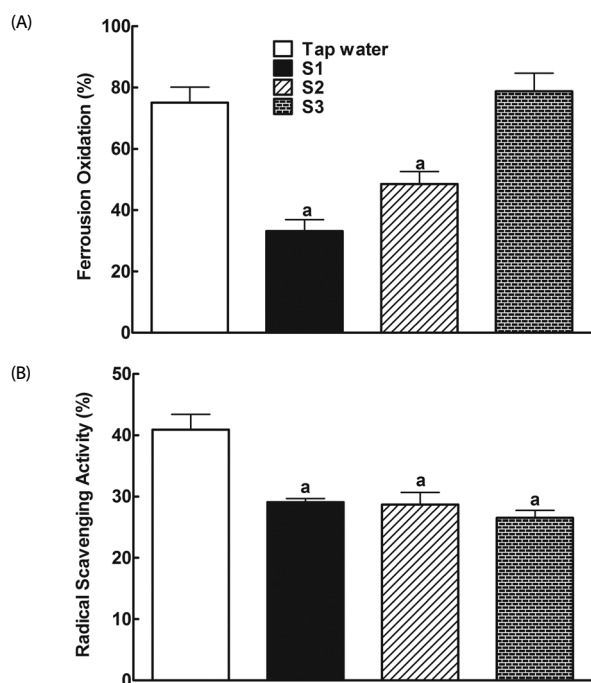 (A)
100
80
60
40
20
0
Ferrousion Oxidation (%)
Tap water
S1
S2
S3
a
a
(B)
50
40
30
20
10
0
Radical Scavenging Activity (%)
a
a
a